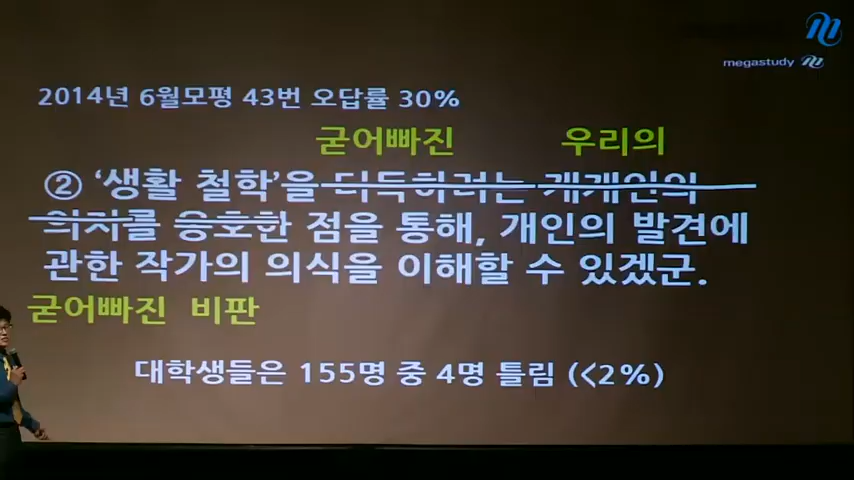 megastudy
2014년 6월모평 43번 오답률 30%
굳어빠진 우리의
② ‘생활 철학’을 터득하려는 개개인의
의지를 옹호한 점을 통해, 개인의 발견에
관한 작가의 의식을 이해할 수 있겠군.
굳어빠진 비판
대학생들은 155명 중 4명 틀림 (<2%)